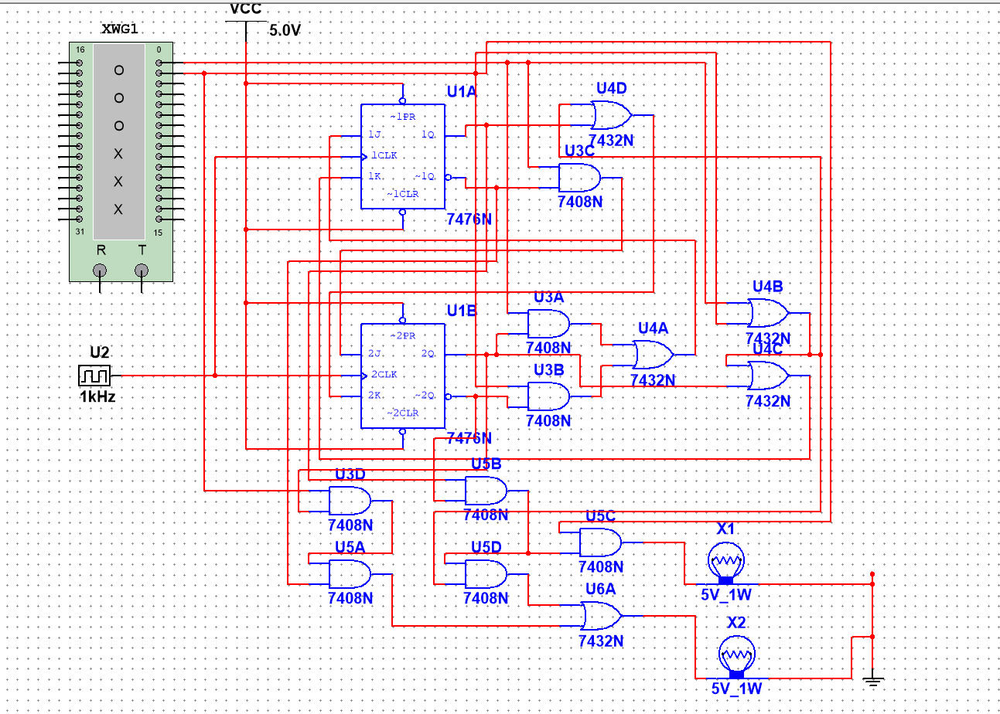 VCC
5.0V
XWG1
16
0
O
O
O
X
X
X
31
15
R
T
U1A
~1PR
1J
1Q
1CLK
1K
~1Q
~1CLR
7476N
U4D
7432N
U3C
7408N
U1B
~2PR
2J
2Q
2CLK
2K
~2Q
~2CLR
7476N
U2
1kHz
U3A
7408N
U4A
7432N
U3B
7408N
U4B
7432N
U4C
7432N
U3D
7408N
U5B
7408N
U5A
7408N
U5D
7408N
U5C
7408N
U6A
7432N
X1
5V_1W
X2
5V_1W